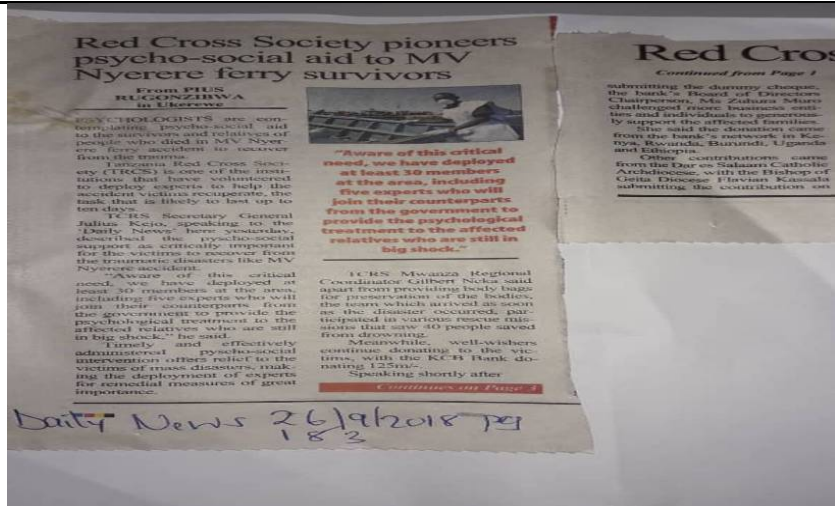 Red Cross Society pioneers
psycho-social aid to MV
Nyerere ferry survivors
From PIUS
RUGONZIBWA
in Ukerewe
PSYCHOLOGISTS are con-
templating psycho-social aid
to the survivors and relatives of
people who died in MV Nyer-
ere ferry accident to recover
from the trauma.
Tanzania Red Cross Soci-
ety (TRCS) is one of the insti-
tutions that have volunteered
to deploy experts to help the
accident victims recuperate, the
task that is likely to last up to
ten days.
TCRS Secretary General
Julius Kejo, speaking to the
'Daily News' here yesterday,
described the pyscho-social
support as critically important
for the victims to recover from
the traumatic disasters like MV
Nyerere accident.
"Aware of this critical
need, we have deployed at
least 30 members at the area,
including five experts who will
join their counterparts from
the government to provide the
psychological treatment to the
affected relatives who are still
in big shock," he said.
Timely and effectively
administered pyscho-social
intervention offers relief to the
victims of mass disasters, mak-
ing the deployment of experts
for remedial measures of great
importance.
"Aware of this critical
need, we have deployed
at least 30 members
at the area, including
five experts who will
join their counterparts
from the government to
provide the psychological
treatment to the affected
relatives who are still in
big shock."
TCRS Mwanza Regional
Coordinator Gilbert Neka said
apart from providing body bags
for preservation of the bodies,
the team which arrived as soon
as the disaster occurred, par-
ticipated in various rescue mis-
sions that saw 40 people saved
from drowning.
Meanwhile, well-wishers
continue donating to the vic-
tims, with the KCB Bank do-
nating 125m/-.
Speaking shortly after
Continues on Page 3
Red Cros
Continued from Page 1
submitting the dummy cheque,
the bank's Board of Directors
Chairperson, Ms Zuhura Muro
challenged more business enti-
ties and individuals to generous-
ly support the affected families.
She said the donation came
from the bank's network in Ke-
nya, Rwanda, Burundi, Uganda
and Ethiopia.
Other contributions came
from the Dar es Salaam Catholic
Archdiocese, with the Bishop of
Geita Diocese Flavian Kassala
submitting the contribution on
Daily News 26/9/2018 pg
1 & 3